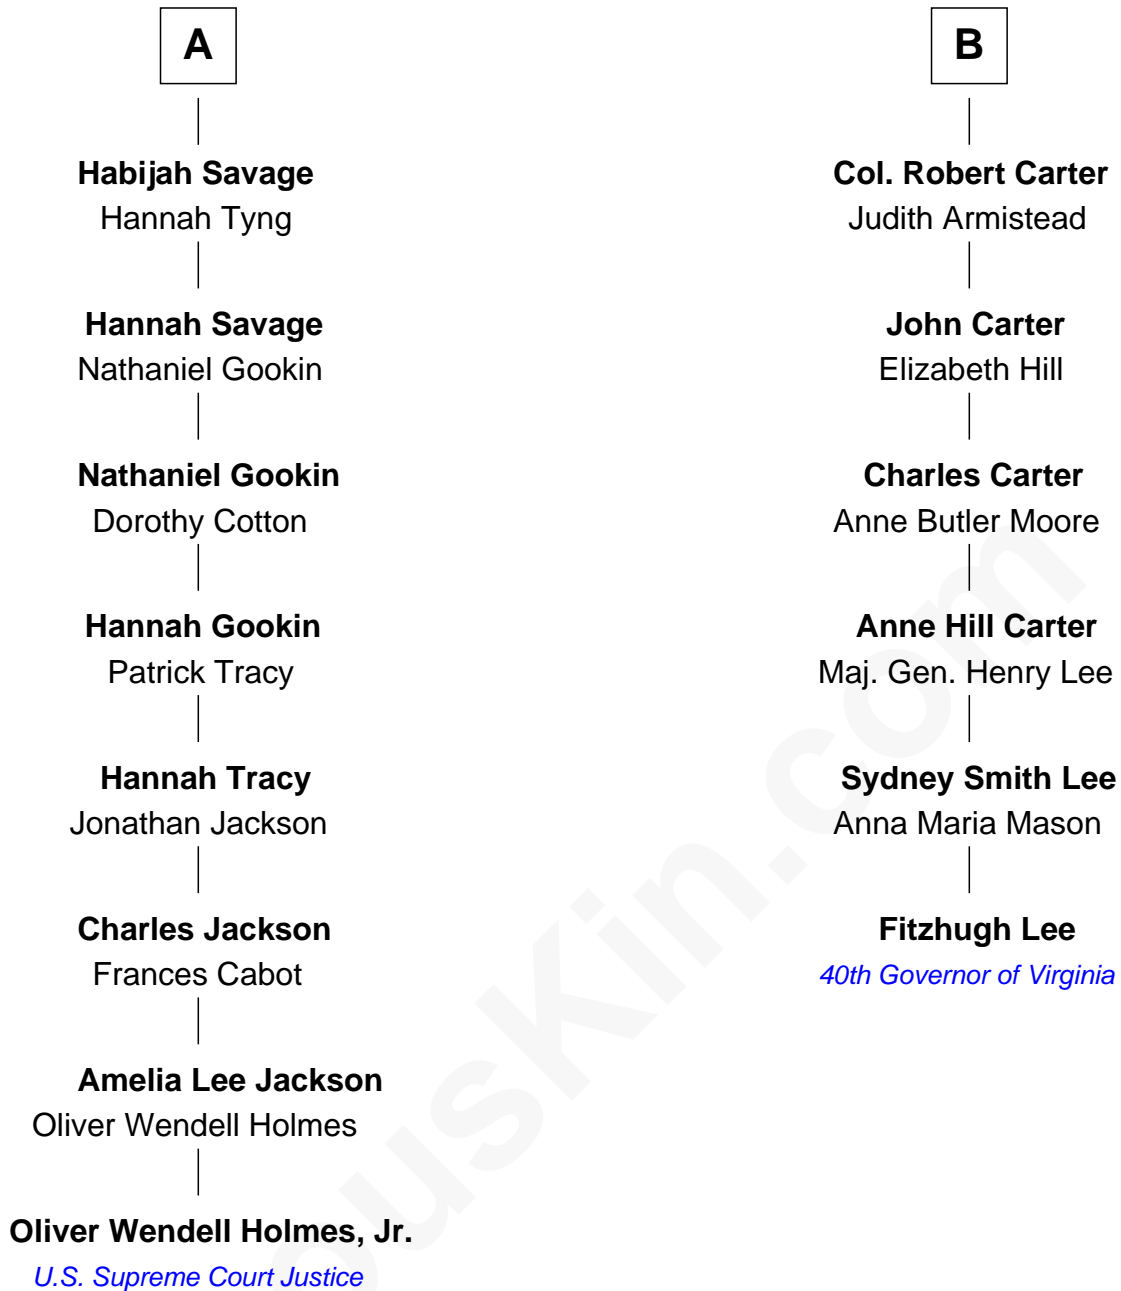 A
Habijah Savage
Hannah Tyng
Hannah Savage
Nathaniel Gookin
Nathaniel Gookin
Dorothy Cotton
Hannah Gookin
Patrick Tracy
Hannah Tracy
Jonathan Jackson
Charles Jackson
Frances Cabot
Amelia Lee Jackson
Oliver Wendell Holmes
Oliver Wendell Holmes, Jr.
U.S. Supreme Court Justice
B
Col. Robert Carter
Judith Armistead
John Carter
Elizabeth Hill
Charles Carter
Anne Butler Moore
Anne Hill Carter
Maj. Gen. Henry Lee
Sydney Smith Lee
Anna Maria Mason
Fitzhugh Lee
40th Governor of Virginia
ouskin.com